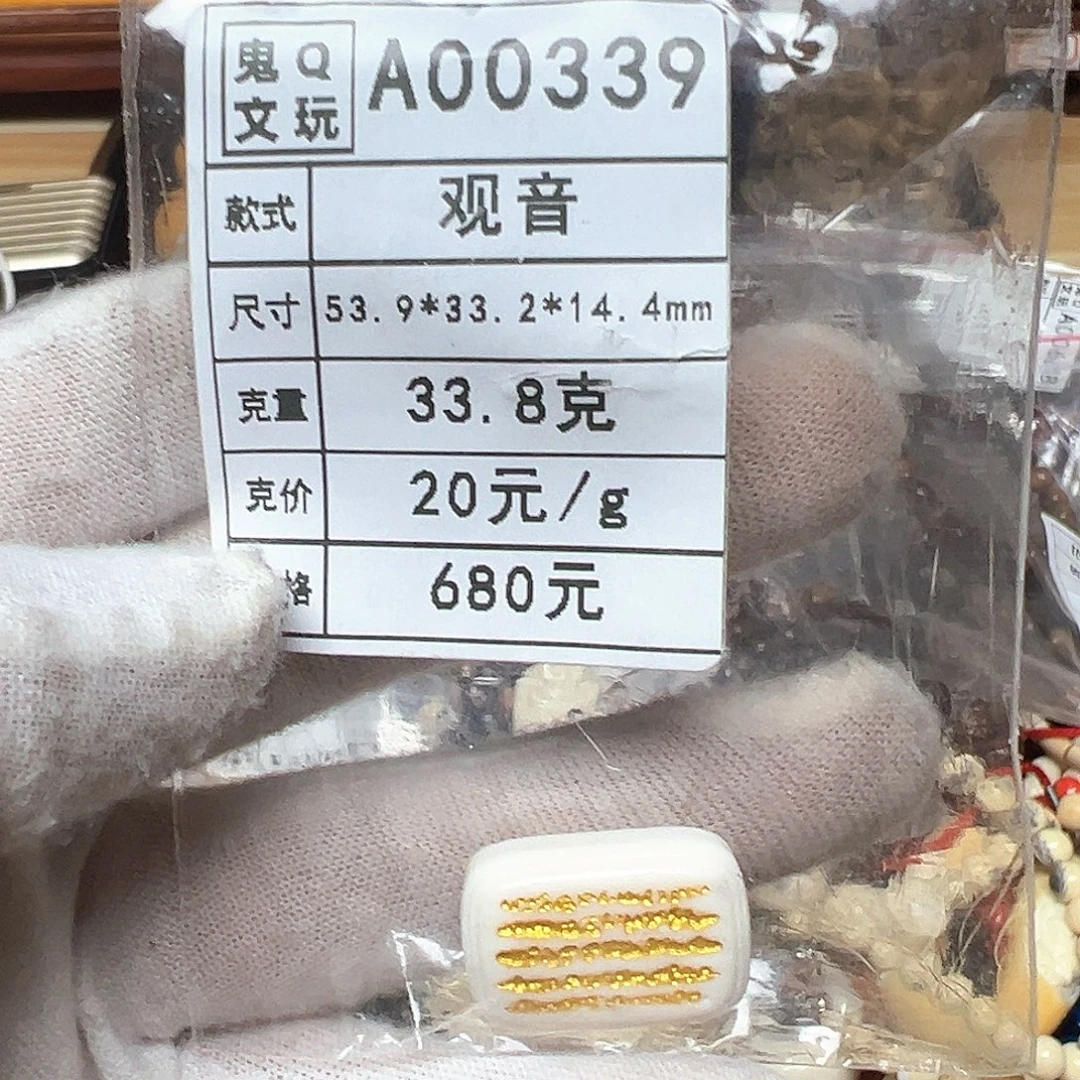 鬼Q
文玩
A00339
款式 观音
尺寸 53.9*33.2*14.4mm
克量 33.8克
克价 20元/g
格 680元